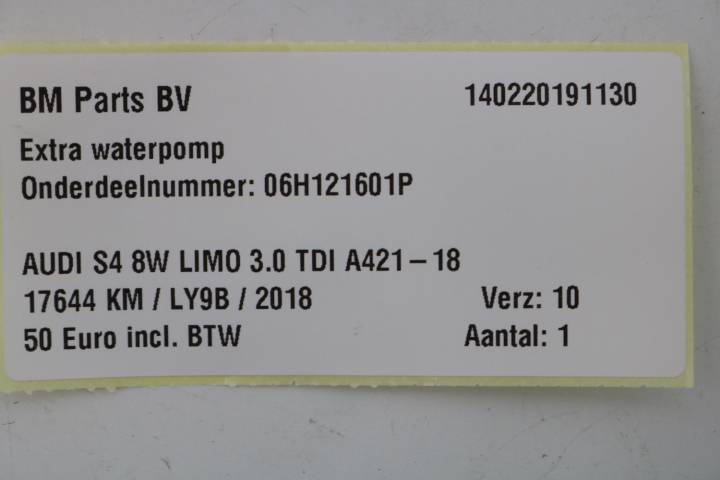 BM Parts BV 140220191130
Extra waterpomp
Onderdeelnummer: 06H121601P
AUDI S4 8W LIMO 3.0 TDI A421-18
17644 KM / LY9B / 2018 Verz: 10
50 Euro incl. BTW Aantal: 1